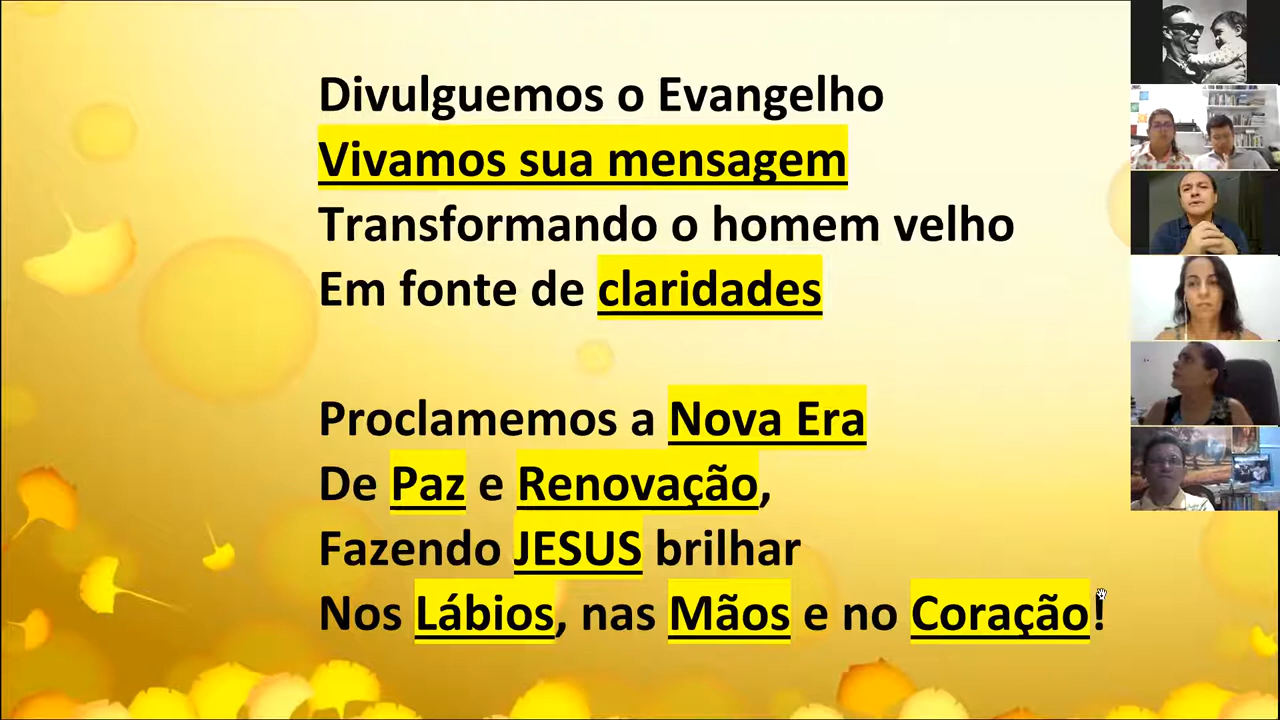 Divulguemos o Evangelho
Vivamos sua mensagem
Transformando o homem velho
Em fonte de claridades
Proclamemos a Nova Era
De Paz e Renovação,
Fazendo JESUS brilhar
Nos Lábios, nas Mãos e no Coração!